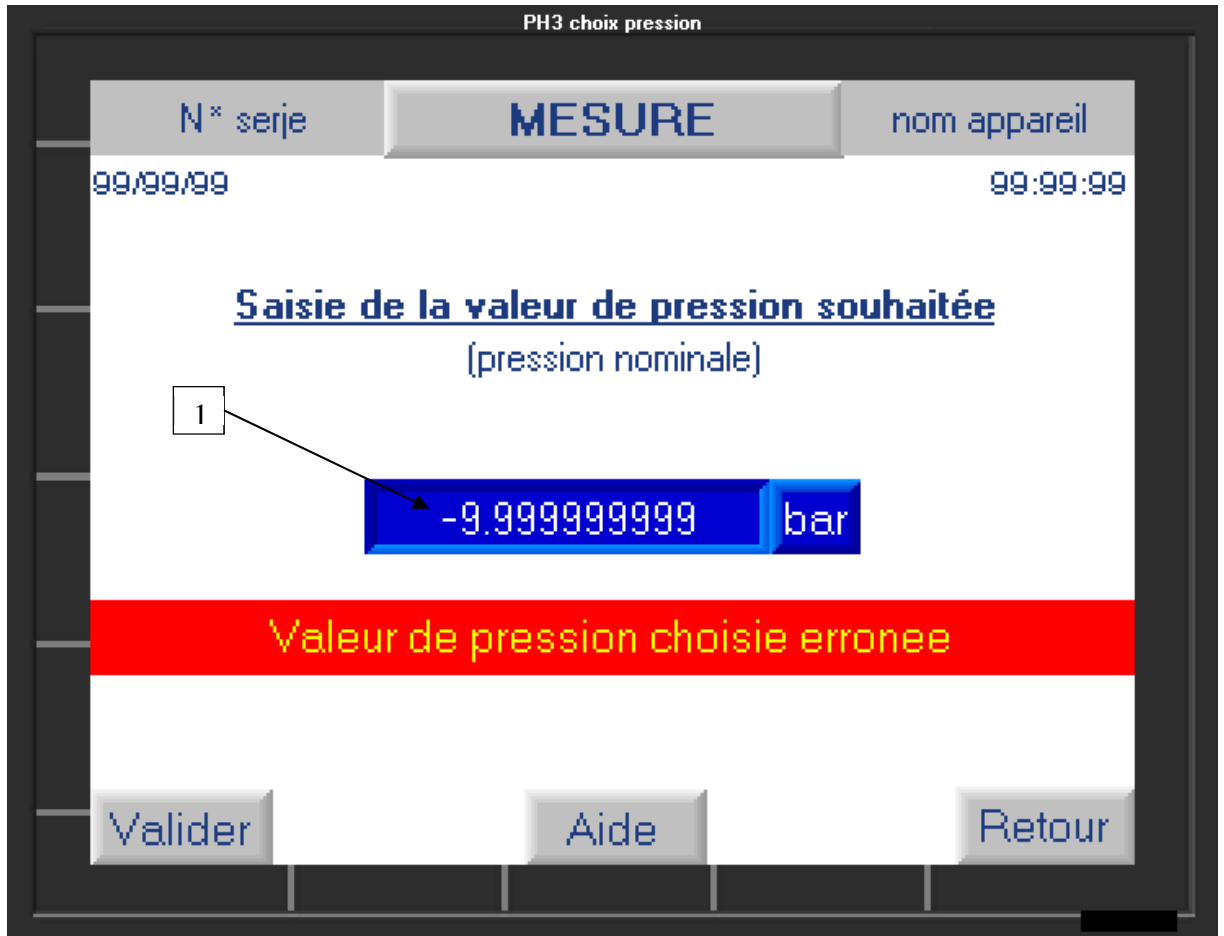 PH3 choix pression
N° serje MESURE nom appareil
99/99/99 99:99:99
Saisie de la valeur de pression souhaitée
(pression nominale)
1
-9.999999999 bar
Valeur de pression choisie erronee
Valider Aide Retour